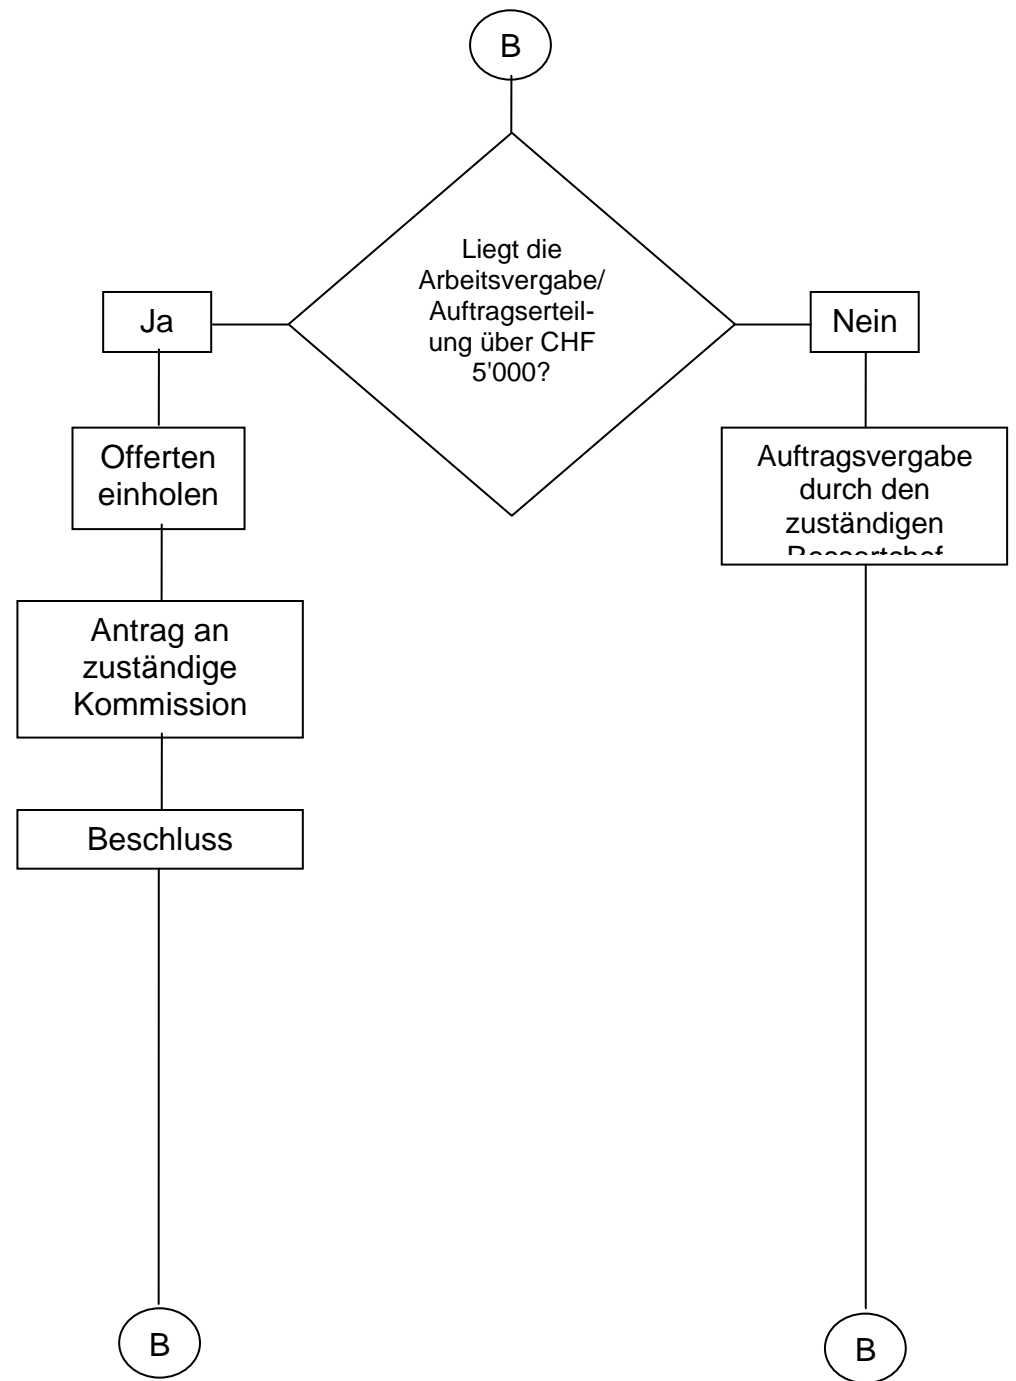 B
Liegt die
Arbeitsvergabe/
Auftragserteil-
ung über CHF
5'000?
Ja
Nein
Offerten
einholen
Auftragsvergabe
durch den
zuständigen
Antrag an
zuständige
Kommission
Beschluss
B
B